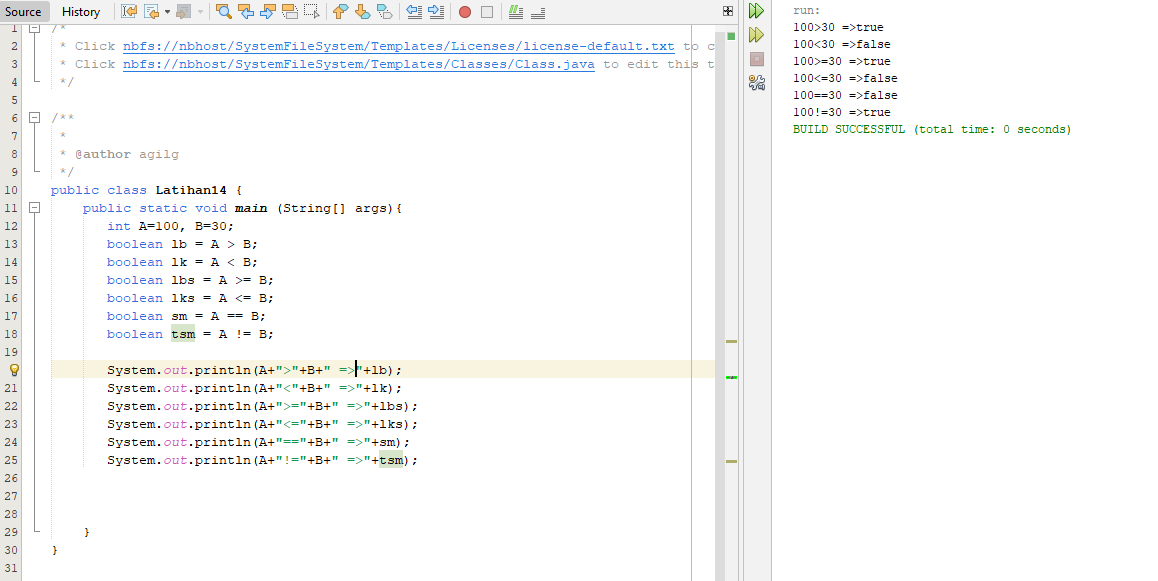 Source History
1 /*
2 * Click nbfs://nbhost/SystemFileSystem/Templates/Licenses/license-default.txt to c
3 * Click nbfs://nbhost/SystemFileSystem/Templates/Classes/Class.java to edit this t
4 */
5
6 /**
7 *
8 * @author agilg
9 */
10 public class Latihan14 {
11 public static void main (String[] args){
12 int A=100, B=30;
13 boolean lb = A > B;
14 boolean lk = A < B;
15 boolean lbs = A >= B;
16 boolean lks = A <= B;
17 boolean sm = A == B;
18 boolean tsm = A != B;
19
System.out.println(A+">"+B+" =>"+lb);
21 System.out.println(A+"<"+B+" =>"+lk);
22 System.out.println(A+">="+B+" =>"+lbs);
23 System.out.println(A+"<="+B+" =>"+lks);
24 System.out.println(A+"=="+B+" =>"+sm);
25 System.out.println(A+"!="+B+" =>"+tsm);
26
27
28
29 }
30 }
31
run:
100>30 =>true
100<30 =>false
100>=30 =>true
100<=30 =>false
100==30 =>false
100!=30 =>true
BUILD SUCCESSFUL (total time: 0 seconds)